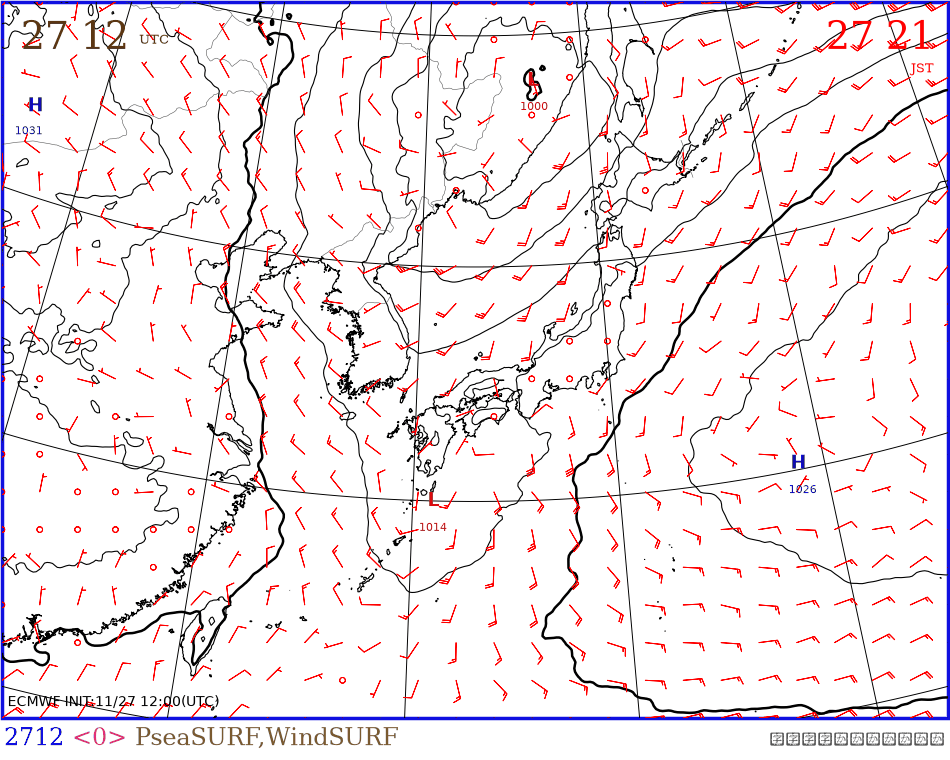 27 12 UTC
27 21
JST
H
1031
L
1000
H
1026
L
1014
ECMWF INIT:11/27 12:00(UTC)
2712 <0> PseaSURF,WindSURF